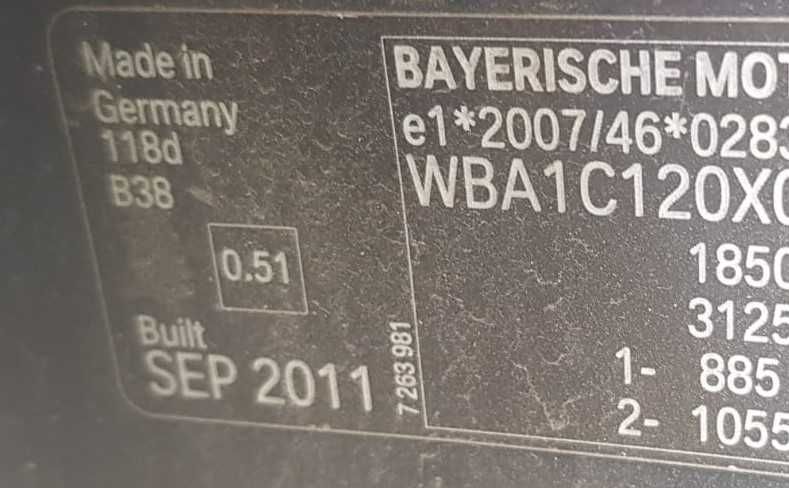 Made in
Germany
118d
B38
0.51
Built
SEP 2011
7 263 981
BAYERISCHE MOT
e1*2007/46*0283
WBA1C120X0
1850
3125
1- 885
2- 1055